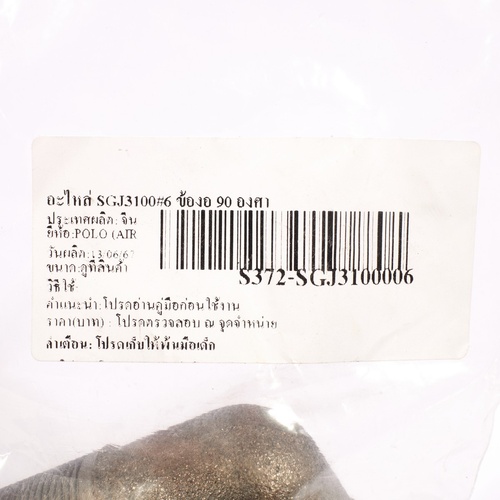 อะไหล่ SGJ3100#6 ข้องอ 90 องศา
ประเทศผลิต: จีน
ยี่ห้อ:POLO (AIR
วันผลิต:13/06/67
ขนาด:ดูที่สินค้า
S372-SGJ3100006
วิธีใช้:
คำแนะนำ:โปรดอ่านคู่มือก่อนใช้งาน
ราคา(บาท) : โปรดตรวจสอบ ณ จุดจำหน่าย
คำเตือน: โปรดเก็บให้พ้นมือเด็ก